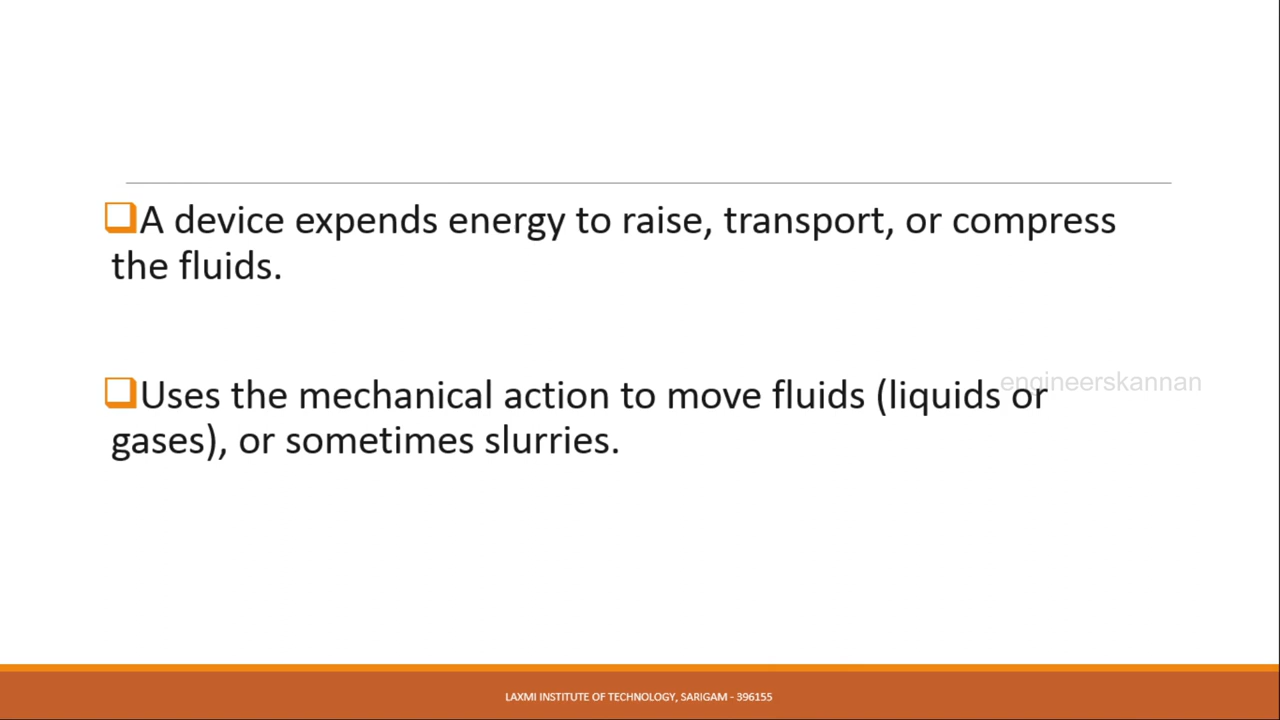 A device expends energy to raise, transport, or compress
the fluids.
Uses the mechanical action to move fluids (liquids or
gases), or sometimes slurries.
engineerskannan
LAXMI INSTITUTE OF TECHNOLOGY, SARIGAM - 396155